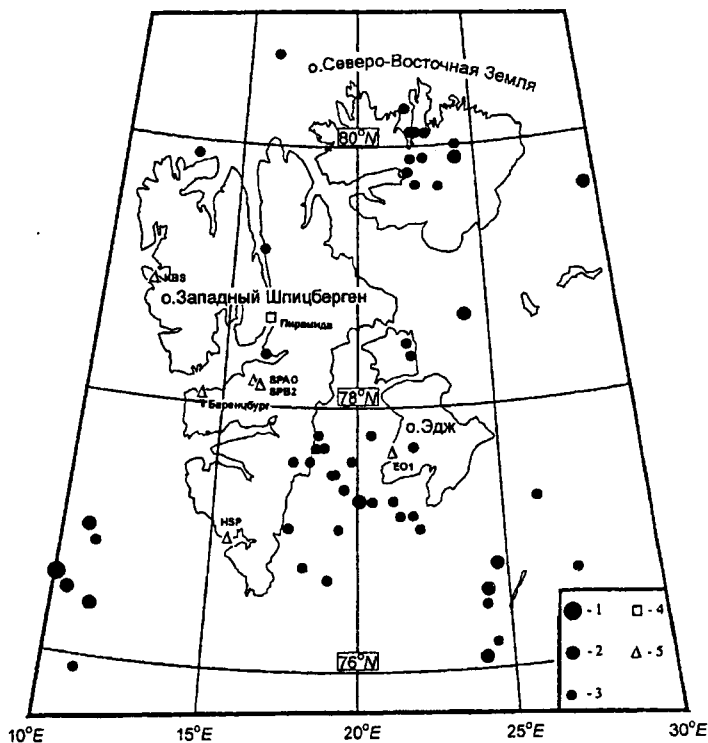 о.Северо-Восточная Земля
80°N
KBS
о.Западный Шпицберген
Пирамида
SPA0
SPB2
78°N
Г Баренцбург
о.Эдж
EO1
HSP
- 1
- 4
- 2
- 5
- 3
76°N
10°E
15°E
20°E
25°E
30°E